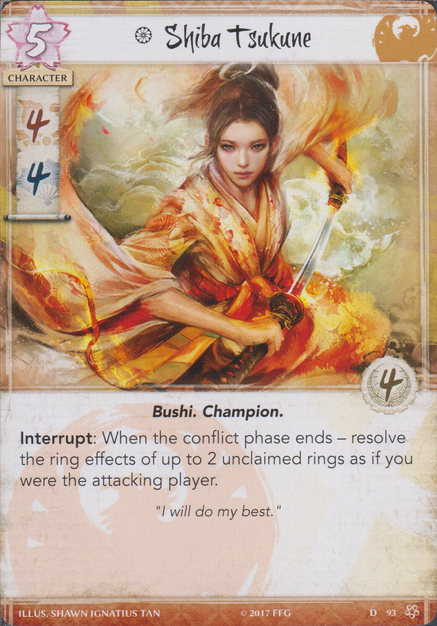 5
Shiba Tsukune
CHARACTER
4
4
4
Bushi. Champion.
Interrupt: When the conflict phase ends – resolve
the ring effects of up to 2 unclaimed rings as if you
were the attacking player.
"I will do my best."
ILLUS. SHAWN IGNATIUS TAN © 2017 FFG D 93